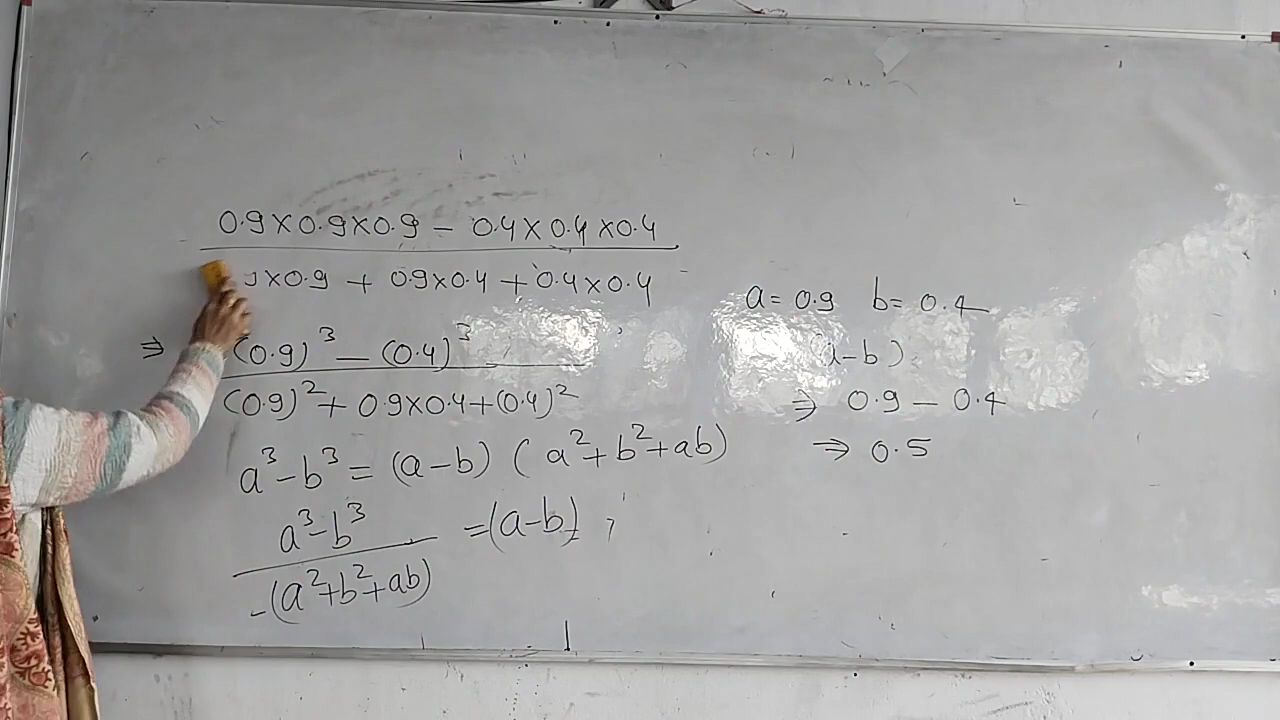 0.9×0.9×0.9 - 0.4×0.4×0.4
×0.9 + 0.9×0.4 + 0.4×0.4
⇒ (0.9)³ - (0.4)³
(0.9)² + 0.9×0.4+(0.4)²
a³-b³ = (a-b) (a²+b²+ab)
a³-b³ = (a-b)
-(a²+b²+ab)
a = 0.9 b = 0.4
(a-b)
⇒ 0.9 - 0.4
⇒ 0.5